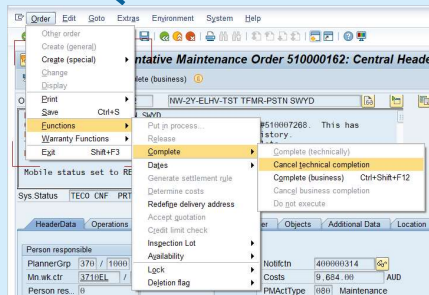 Order Edit Goto Extras Environment System Help
Other order
Create (general)
Create (special)
Change
Display
Print
Save Ctrl+S
Functions
Warranty Functions
Exit Shift+F3
ntative Maintenance Order 510000162: Central Heade
lete (business)
NW-2Y-ELHV-TST TFMR-PSTN SWYD
SWYD
Put in process...
Release
Complete
Dates
Generate settlement rule
Determine costs
Redefine delivery address
Accept quotation
Credit limit check
Inspection Lot
Availability
Lock
Deletion flag
#510007268. This has
istory.
Complete (technically)
Cancel technical completion
Complete (business) Ctrl+Shift+F12
Cancel business completion
Do not execute
Mobile status set to RE
Sys.Status TECO CNF PRT
HeaderData Operations
er Objects Additional Data Location
Person responsible
PlannerGrp 370 / 1000
Mn.wk.ctr 3710EL /
Person res... 0
Notifctn 400000314
Costs 9,684.00 AUD
PMActType 080 Maintenance